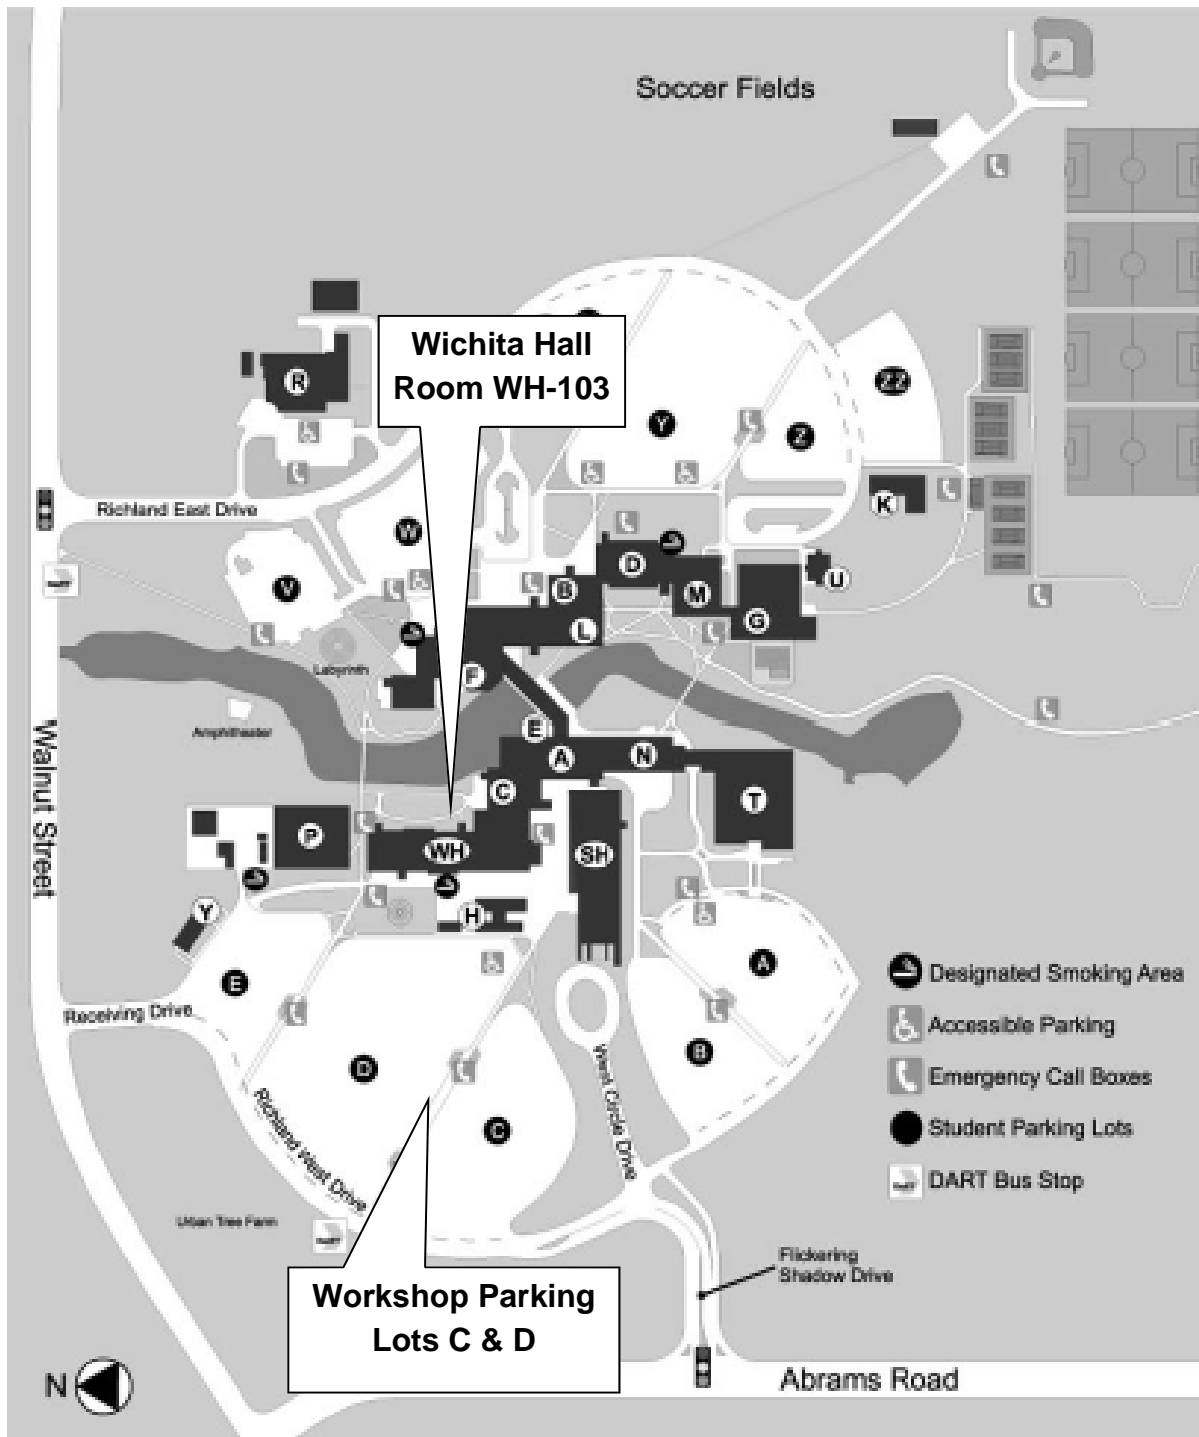 Soccer Fields
Wichita Hall
Room WH-103
R
ZZ
Y
Z
K
Richland East Drive
W
D
U
V
B
M
L
G
Labyrinth
F
Amphitheater
E
A
N
Walnut Street
C
T
P
WH
SH
Y
H
E
A
Designated Smoking Area
Receiving Drive
Accessible Parking
B
D
Emergency Call Boxes
West Circle Drive
Richland West Drive
C
Student Parking Lots
DART Bus Stop
Urban Tree Farm
Flickering
Shadow Drive
Workshop Parking
Lots C & D
N
Abrams Road